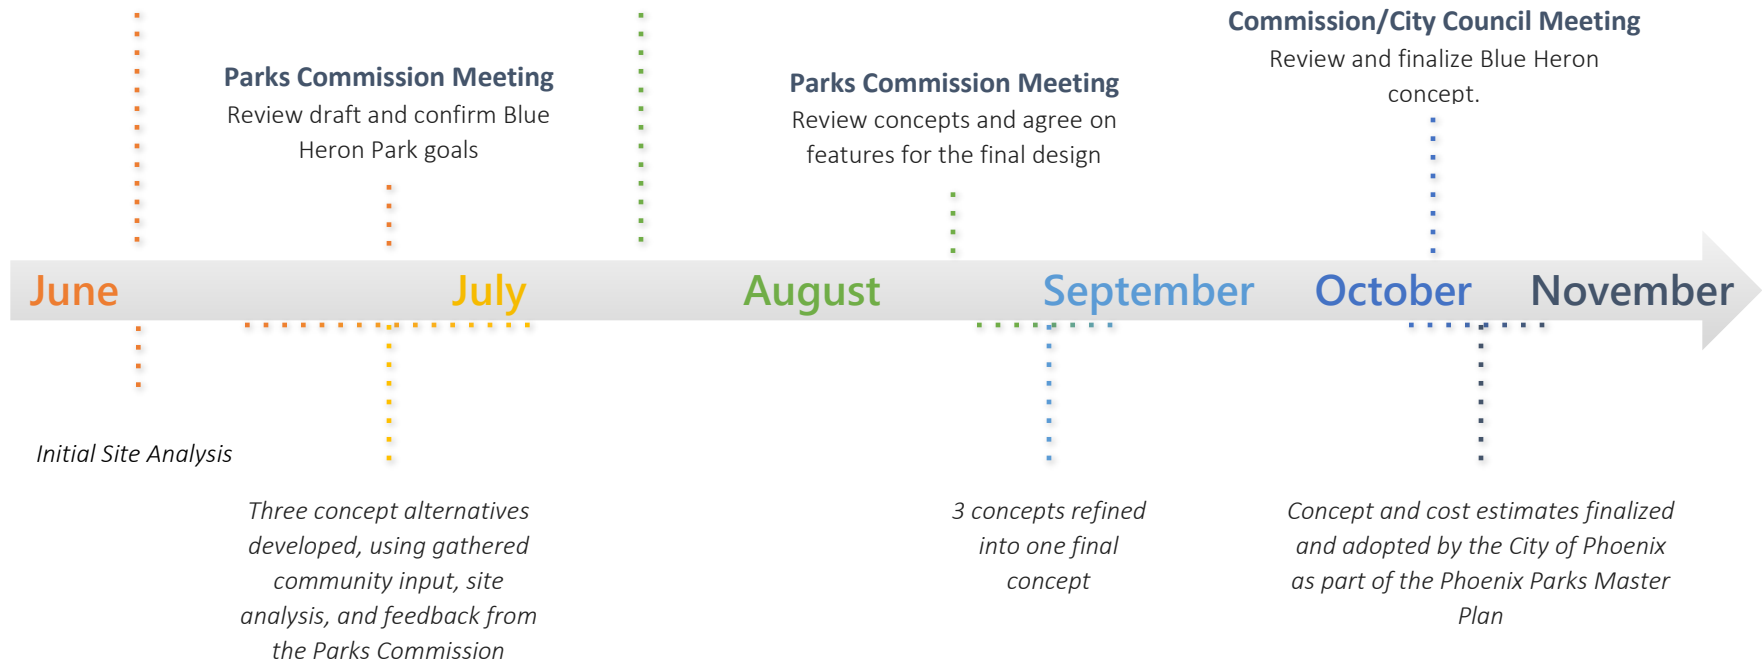 Commission/City Council Meeting
Review and finalize Blue Heron
concept.
Parks Commission Meeting
Review draft and confirm Blue
Heron Park goals
Parks Commission Meeting
Review concepts and agree on
features for the final design
June
July
August
September
October
November
Initial Site Analysis
Three concept alternatives
developed, using gathered
community input, site
analysis, and feedback from
the Parks Commission
3 concepts refined
into one final
concept
Concept and cost estimates finalized
and adopted by the City of Phoenix
as part of the Phoenix Parks Master
Plan